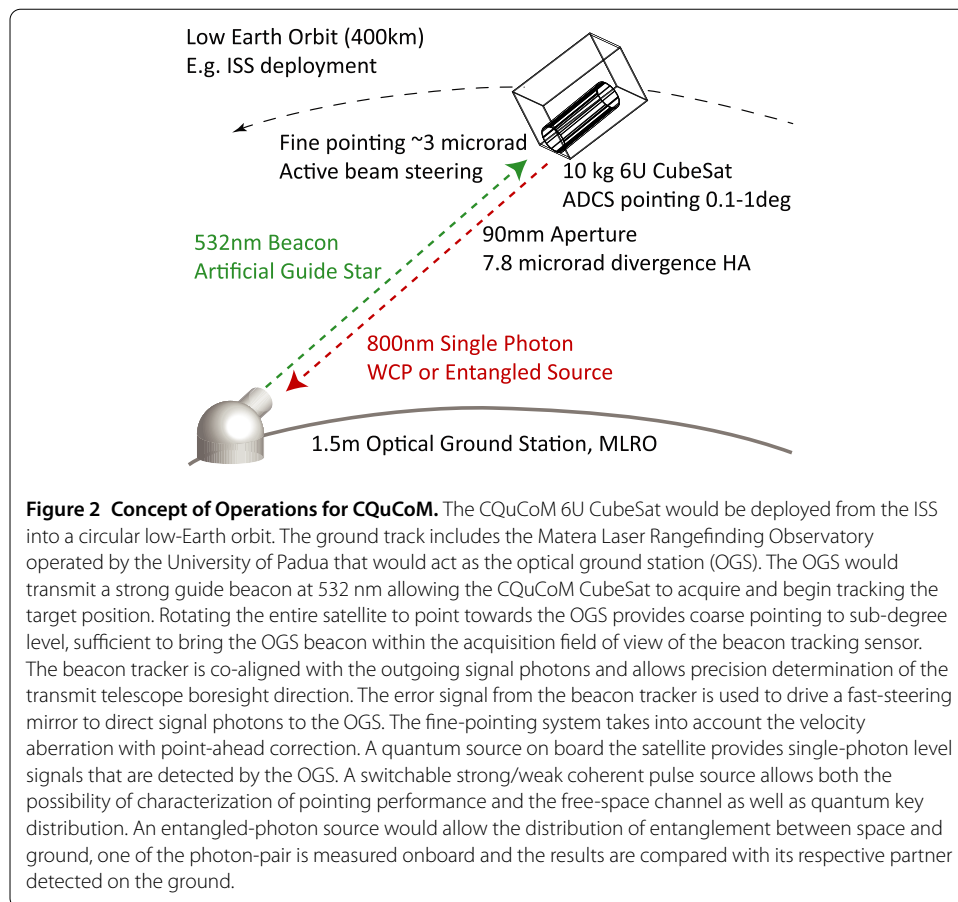 Low Earth Orbit (400km)
E.g. ISS deployment
Fine pointing ~3 microrad
Active beam steering
10 kg 6U CubeSat
ADCS pointing 0.1-1deg
532nm Beacon
Artificial Guide Star
90mm Aperture
7.8 microrad divergence HA
800nm Single Photon
WCP or Entangled Source
1.5m Optical Ground Station, MLRO
Figure 2 Concept of Operations for CQuCoM. The CQuCoM 6U CubeSat would be deployed from the ISS
into a circular low-Earth orbit. The ground track includes the Matera Laser Rangefinding Observatory
operated by the University of Padua that would act as the optical ground station (OGS). The OGS would
transmit a strong guide beacon at 532 nm allowing the CQuCoM CubeSat to acquire and begin tracking the
target position. Rotating the entire satellite to point towards the OGS provides coarse pointing to sub-degree
level, sufficient to bring the OGS beacon within the acquisition field of view of the beacon tracking sensor.
The beacon tracker is co-aligned with the outgoing signal photons and allows precision determination of the
transmit telescope boresight direction. The error signal from the beacon tracker is used to drive a fast-steering
mirror to direct signal photons to the OGS. The fine-pointing system takes into account the velocity
aberration with point-ahead correction. A quantum source on board the satellite provides single-photon level
signals that are detected by the OGS. A switchable strong/weak coherent pulse source allows both the
possibility of characterization of pointing performance and the free-space channel as well as quantum key
distribution. An entangled-photon source would allow the distribution of entanglement between space and
ground, one of the photon-pair is measured onboard and the results are compared with its respective partner
detected on the ground.